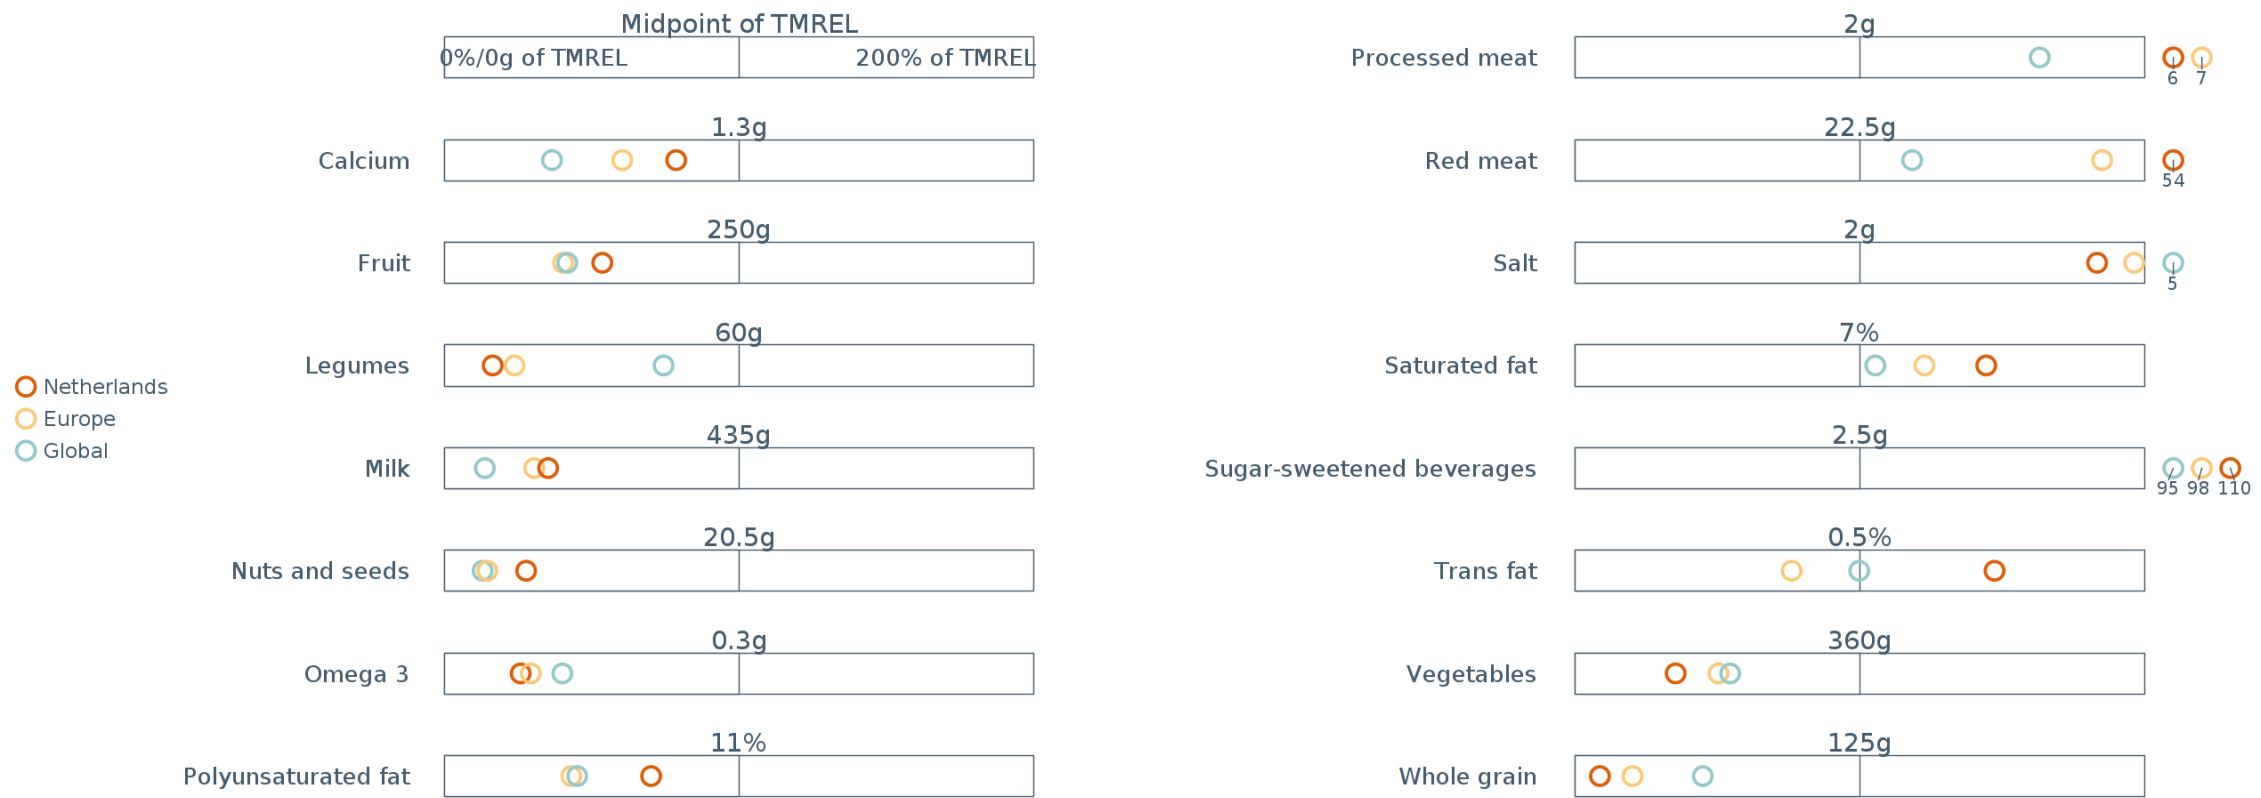 Midpoint of TMREL
0%/0g of TMREL
200% of TMREL
1.3g
Calcium
250g
Fruit
60g
Legumes
435g
Milk
20.5g
Nuts and seeds
0.3g
Omega 3
11%
Polyunsaturated fat
Netherlands
Europe
Global
2g
Processed meat
6 7
22.5g
Red meat
54
2g
Salt
5
7%
Saturated fat
2.5g
Sugar-sweetened beverages
95 98 110
0.5%
Trans fat
360g
Vegetables
125g
Whole grain